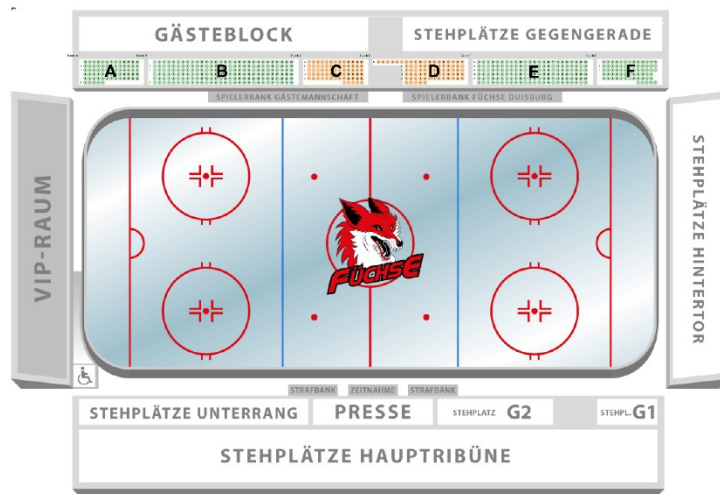 GÄSTEBLOCK
STEHPLÄTZE GEGENGERADE
A B C D E F
SPIELERBANK GÄSTEMANNSCHAFT
SPIELERBANK FÜCHSE DUISBURG
VIP-RAUM
STEHPLÄTZE HINTERTOR
FÜCHSE
STRAFBANK ZEITNAHME STRAFBANK
STEHPLÄTZE UNTERRANG
PRESSE
STEHPLATZ G2
STEHPL. G1
STEHPLÄTZE HAUPTRIBÜNE